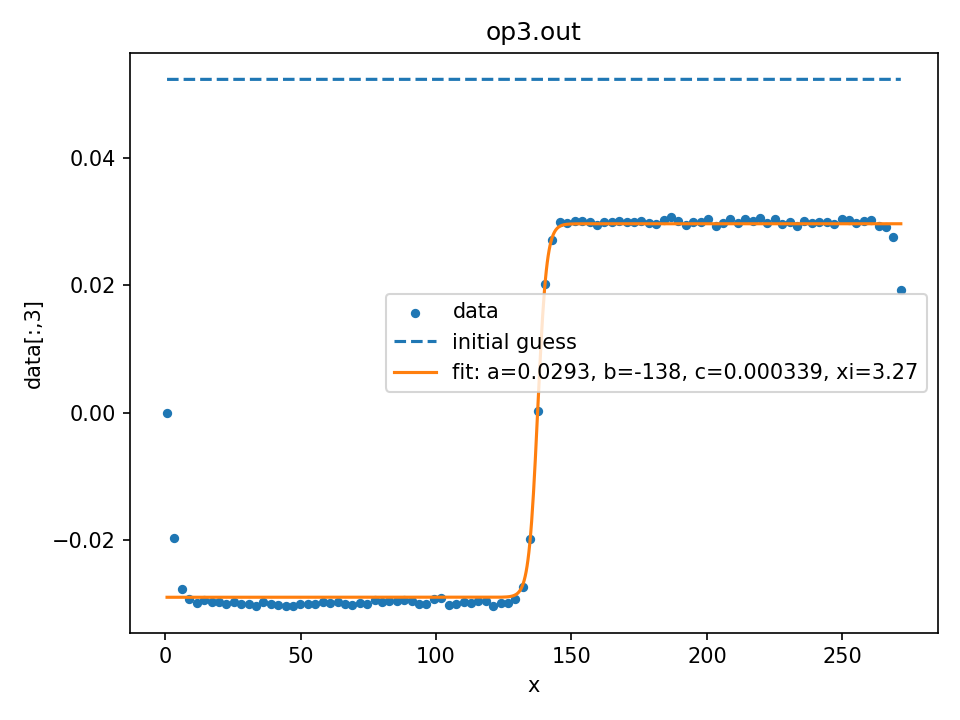 op3.out
data[:,3]
0.04
0.02
0.00
−0.02
data
initial guess
fit: a=0.0293, b=-138, c=0.000339, xi=3.27
0 50 100 150 200 250
x